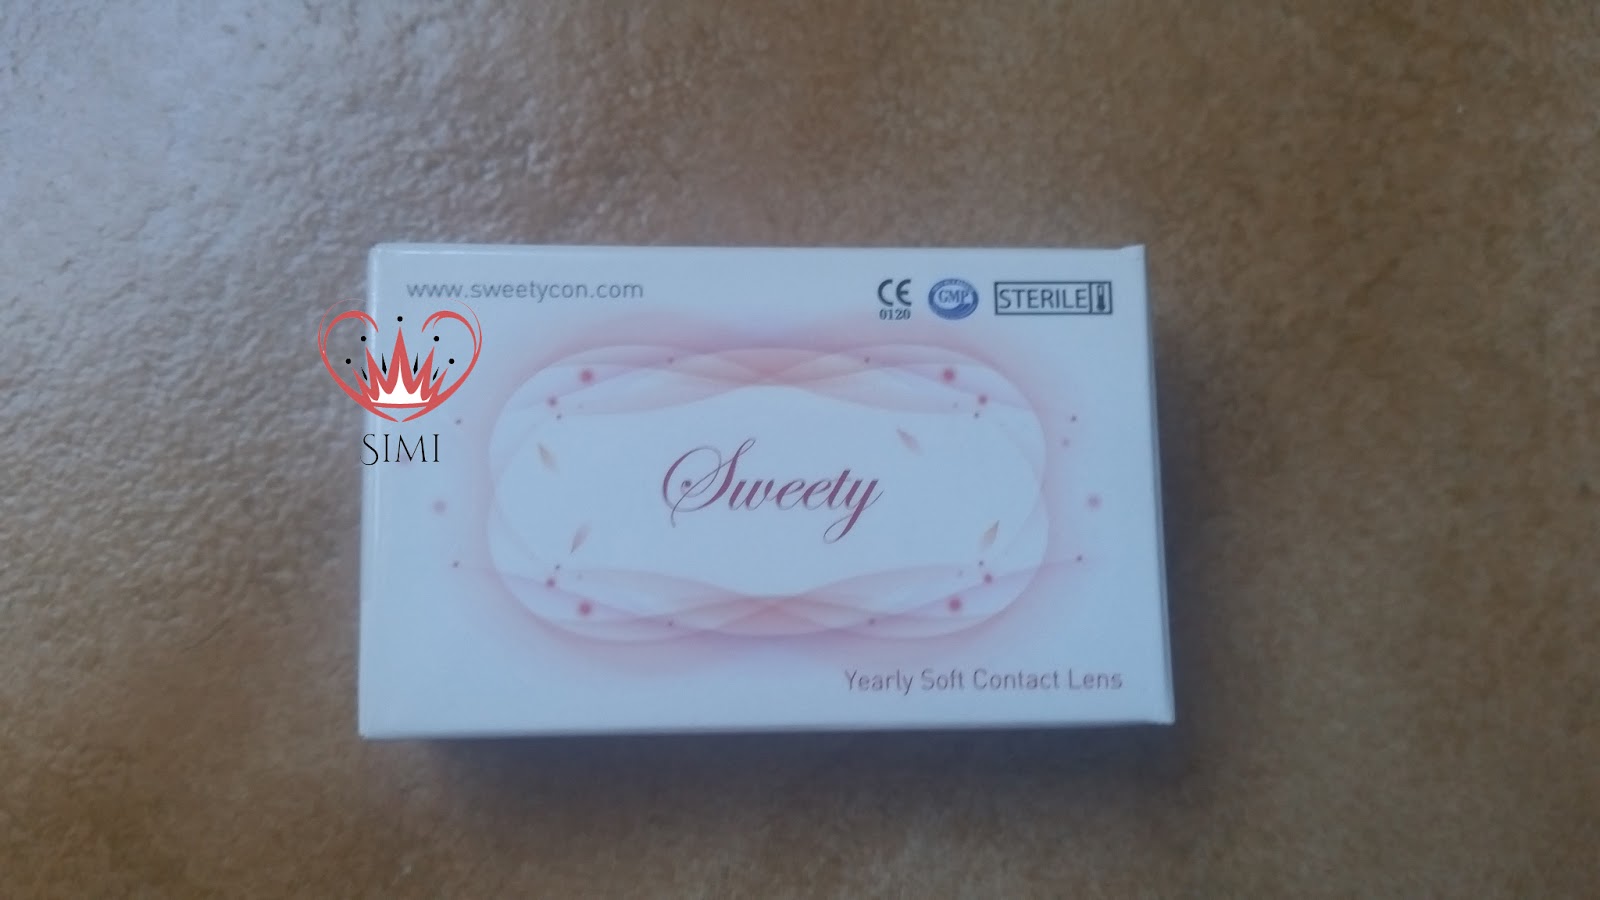 www.sweetycon.com
CE
0120
GMP
STERILE
SIMI
Sweety
Yearly Soft Contact Lens